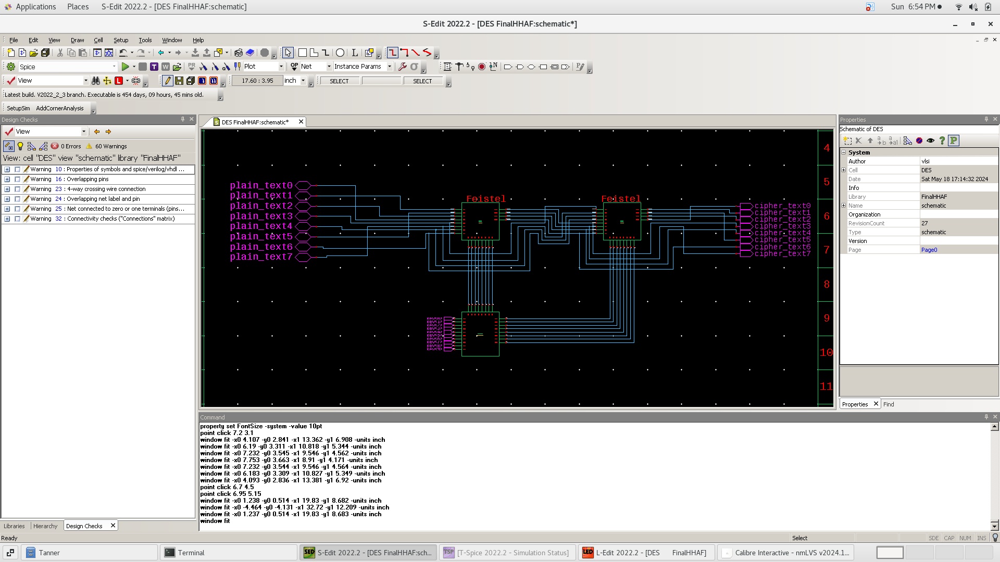 Applications Places S-Edit 2022.2 - [DES FinalHHAF:schematic] Sun 6:54 PM
S-Edit 2022.2 - [DES FinalHHAF:schematic*]
File Edit View Draw Cell Setup Tools Window Help
Spice Plot OP Net Instance Params
View 17.60 : 3.95 inch SELECT SELECT
Latest build. V2022_2_3 branch. Executable is 454 days, 09 hours, 45 mins old.
SetupSim AddCornerAnalysis
Design Checks
View
0 Errors 60 Warnings
View: cell "DES" view "schematic" library "FinalHHAF"
Warning 10 : Properties of symbols and spice/verilog/vhdl ...
Warning 16 : Overlapping pins
Warning 23 : 4-way crossing wire connection
Warning 24 : Overlapping net label and pin
Warning 25 : Net connected to zero or one terminals (pins...
Warning 32 : Connectivity checks ("Connections" matrix)
Libraries Hierarchy Design Checks
DES FinalHHAF:schematic*
plain_text0
plain_text1
plain_text2
plain_text3
plain_text4
plain_text5
plain_text6
plain_text7
Feistel
Feistel
cipher_text0
cipher_text1
cipher_text2
cipher_text3
cipher_text4
cipher_text5
cipher_text6
cipher_text7
4
5
6
7
8
9
10
11
Properties
Schematic of DES
System
Author vlsi
Cell DES
Date Sat May 18 17:14:32 2024
Info
Library FinalHHAF
Name schematic
Organization
RevisionCount 27
Type schematic
Version
Page Page0
Properties Find
Command
property set FontSize -system -value 10pt
point click 7.2 3.1
window fit -x0 4.107 -y0 2.841 -x1 13.362 -y1 6.908 -units inch
window fit -x0 6.19 -y0 3.311 -x1 10.818 -y1 5.344 -units inch
window fit -x0 7.232 -y0 3.545 -x1 9.546 -y1 4.562 -units inch
window fit -x0 7.753 -y0 3.663 -x1 8.91 -y1 4.171 -units inch
window fit -x0 7.232 -y0 3.544 -x1 9.546 -y1 4.564 -units inch
window fit -x0 6.183 -y0 3.309 -x1 10.827 -y1 5.349 -units inch
window fit -x0 4.093 -y0 2.836 -x1 13.381 -y1 6.92 -units inch
point click 6.7 4.5
point click 6.95 5.15
window fit -x0 1.238 -y0 0.514 -x1 19.83 -y1 8.682 -units inch
window fit -x0 -4.464 -y0 -4.131 -x1 32.72 -y1 12.209 -units inch
window fit -x0 1.237 -y0 0.514 -x1 19.83 -y1 8.683 -units inch
window fit
Ready Select SDE CAP NUM INS
Tanner Terminal S-Edit 2022.2 - [DES FinalHHAF:sch... [T-Spice 2022.2 - Simulation Status] L-Edit 2022.2 - [DES FinalHHAF] Calibre Interactive - nmLVS v2024.1...